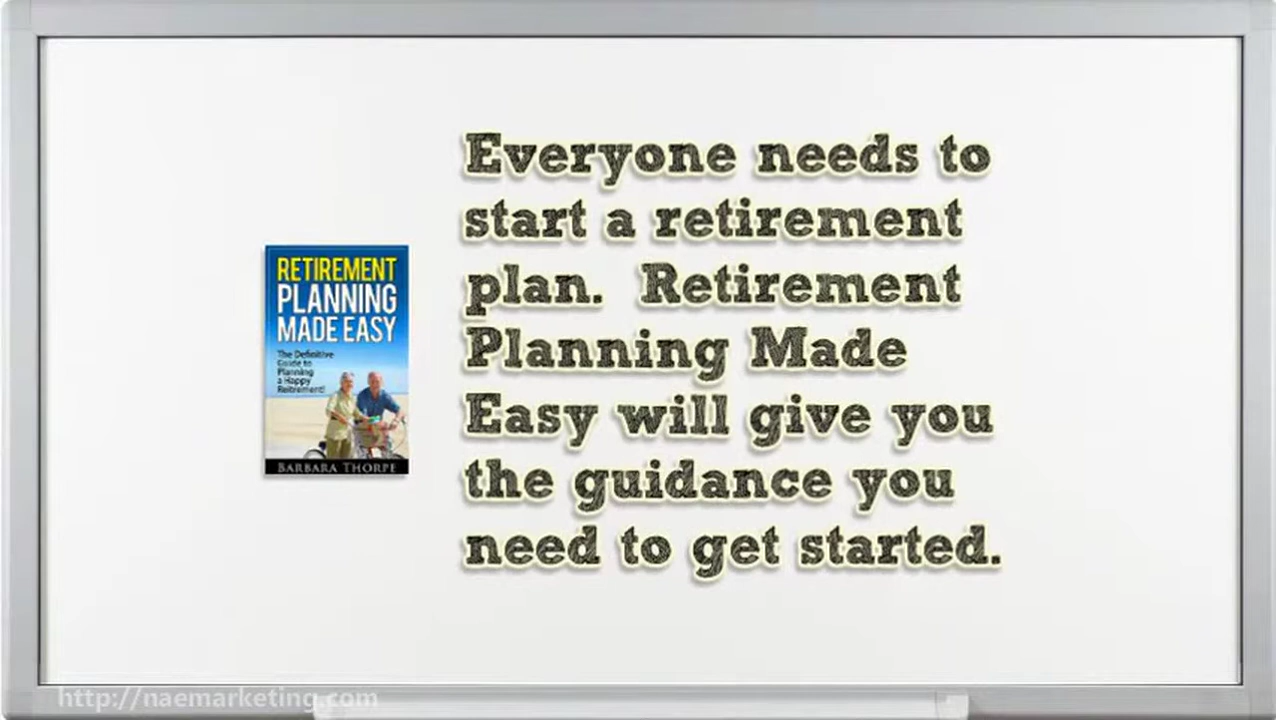 Everyone needs to
start a retirement
plan. Retirement
Planning Made
Easy will give you
the guidance you
need to get started.
RETIREMENT
PLANNING
MADE EASY
The Definitive
Guide to
Planning
a Happy
Reitrement!
BARBARA THORPE
http://naemarketing.com